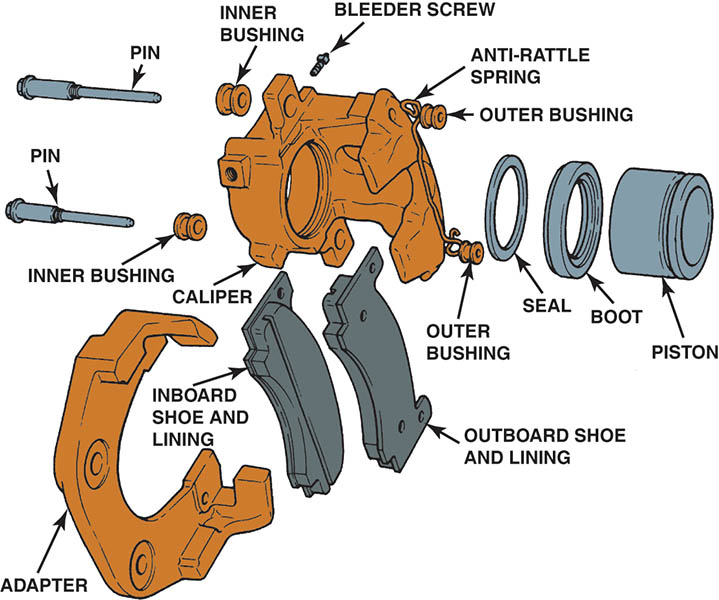 INNER
BUSHING
BLEEDER SCREW
PIN
ANTI-RATTLE
SPRING
OUTER BUSHING
PIN
INNER BUSHING
CALIPER
SEAL
BOOT
PISTON
OUTER
BUSHING
INBOARD
SHOE AND
LINING
OUTBOARD SHOE
AND LINING
ADAPTER